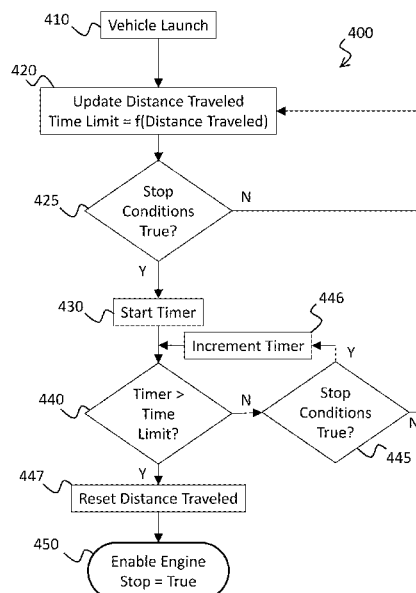 410
Vehicle Launch
400
420
Update Distance Traveled
Time Limit = f(Distance Traveled)
425
Stop
Conditions
True?
N
Y
430
Start Timer
446
Increment Timer
Y
440
Timer >
Time
Limit?
N
Stop
Conditions
True?
N
445
Y
447
Reset Distance Traveled
450
Enable Engine
Stop = True